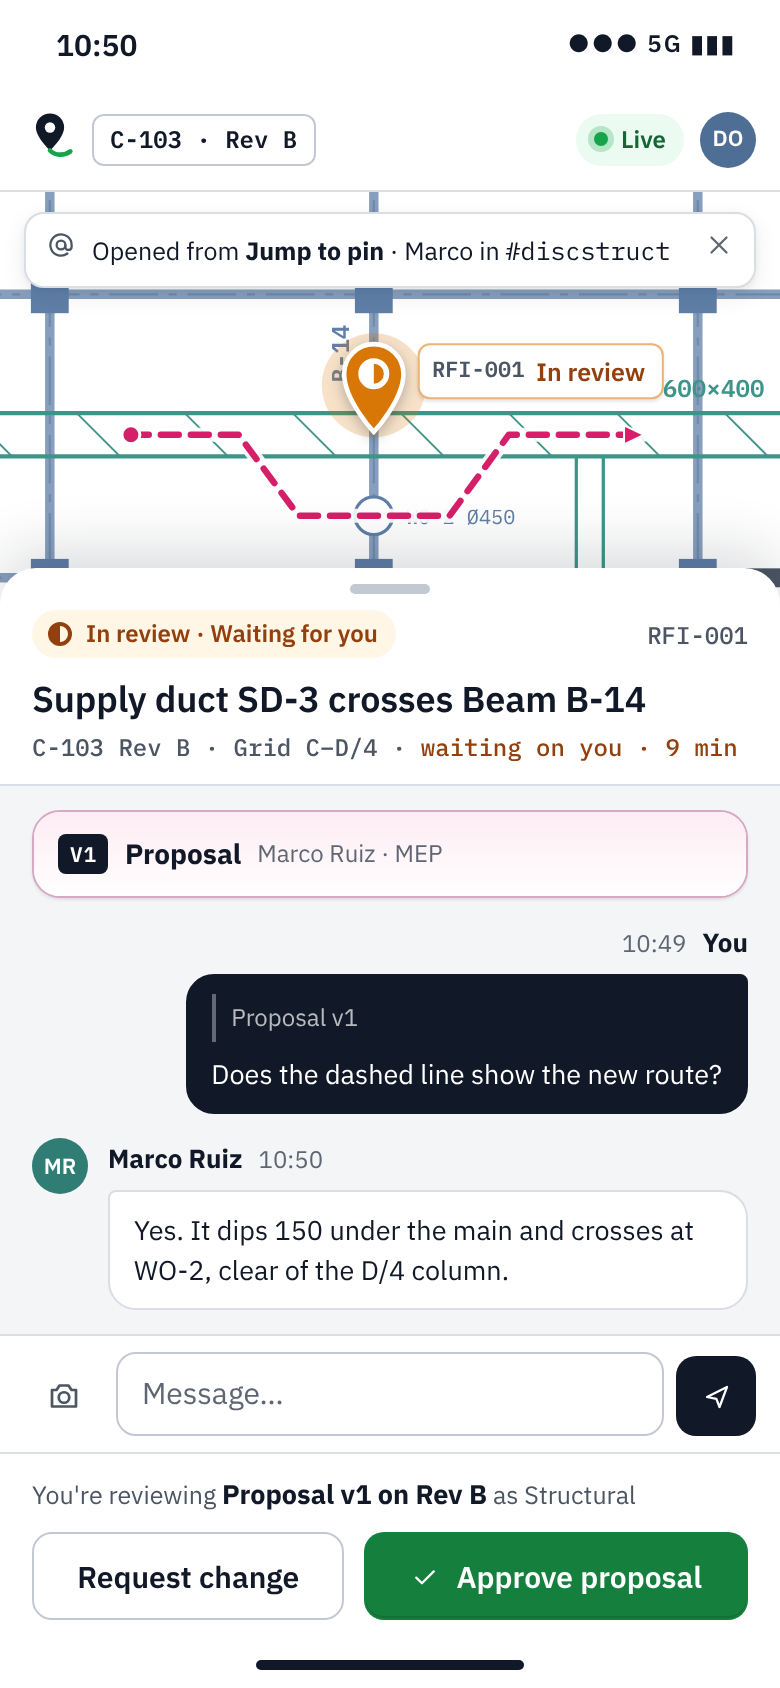 10:50
5G
C-103 · Rev B
Live
DO
Opened from Jump to pin · Marco in #discstruct
B-14
RFI-001 In review
600×400
Ø450
In review · Waiting for you
RFI-001
Supply duct SD-3 crosses Beam B-14
C-103 Rev B · Grid C–D/4 · waiting on you · 9 min
V1 Proposal Marco Ruiz · MEP
10:49 You
Proposal v1
Does the dashed line show the new route?
MR
Marco Ruiz 10:50
Yes. It dips 150 under the main and crosses at
WO-2, clear of the D/4 column.
Message...
You're reviewing Proposal v1 on Rev B as Structural
Request change
Approve proposal